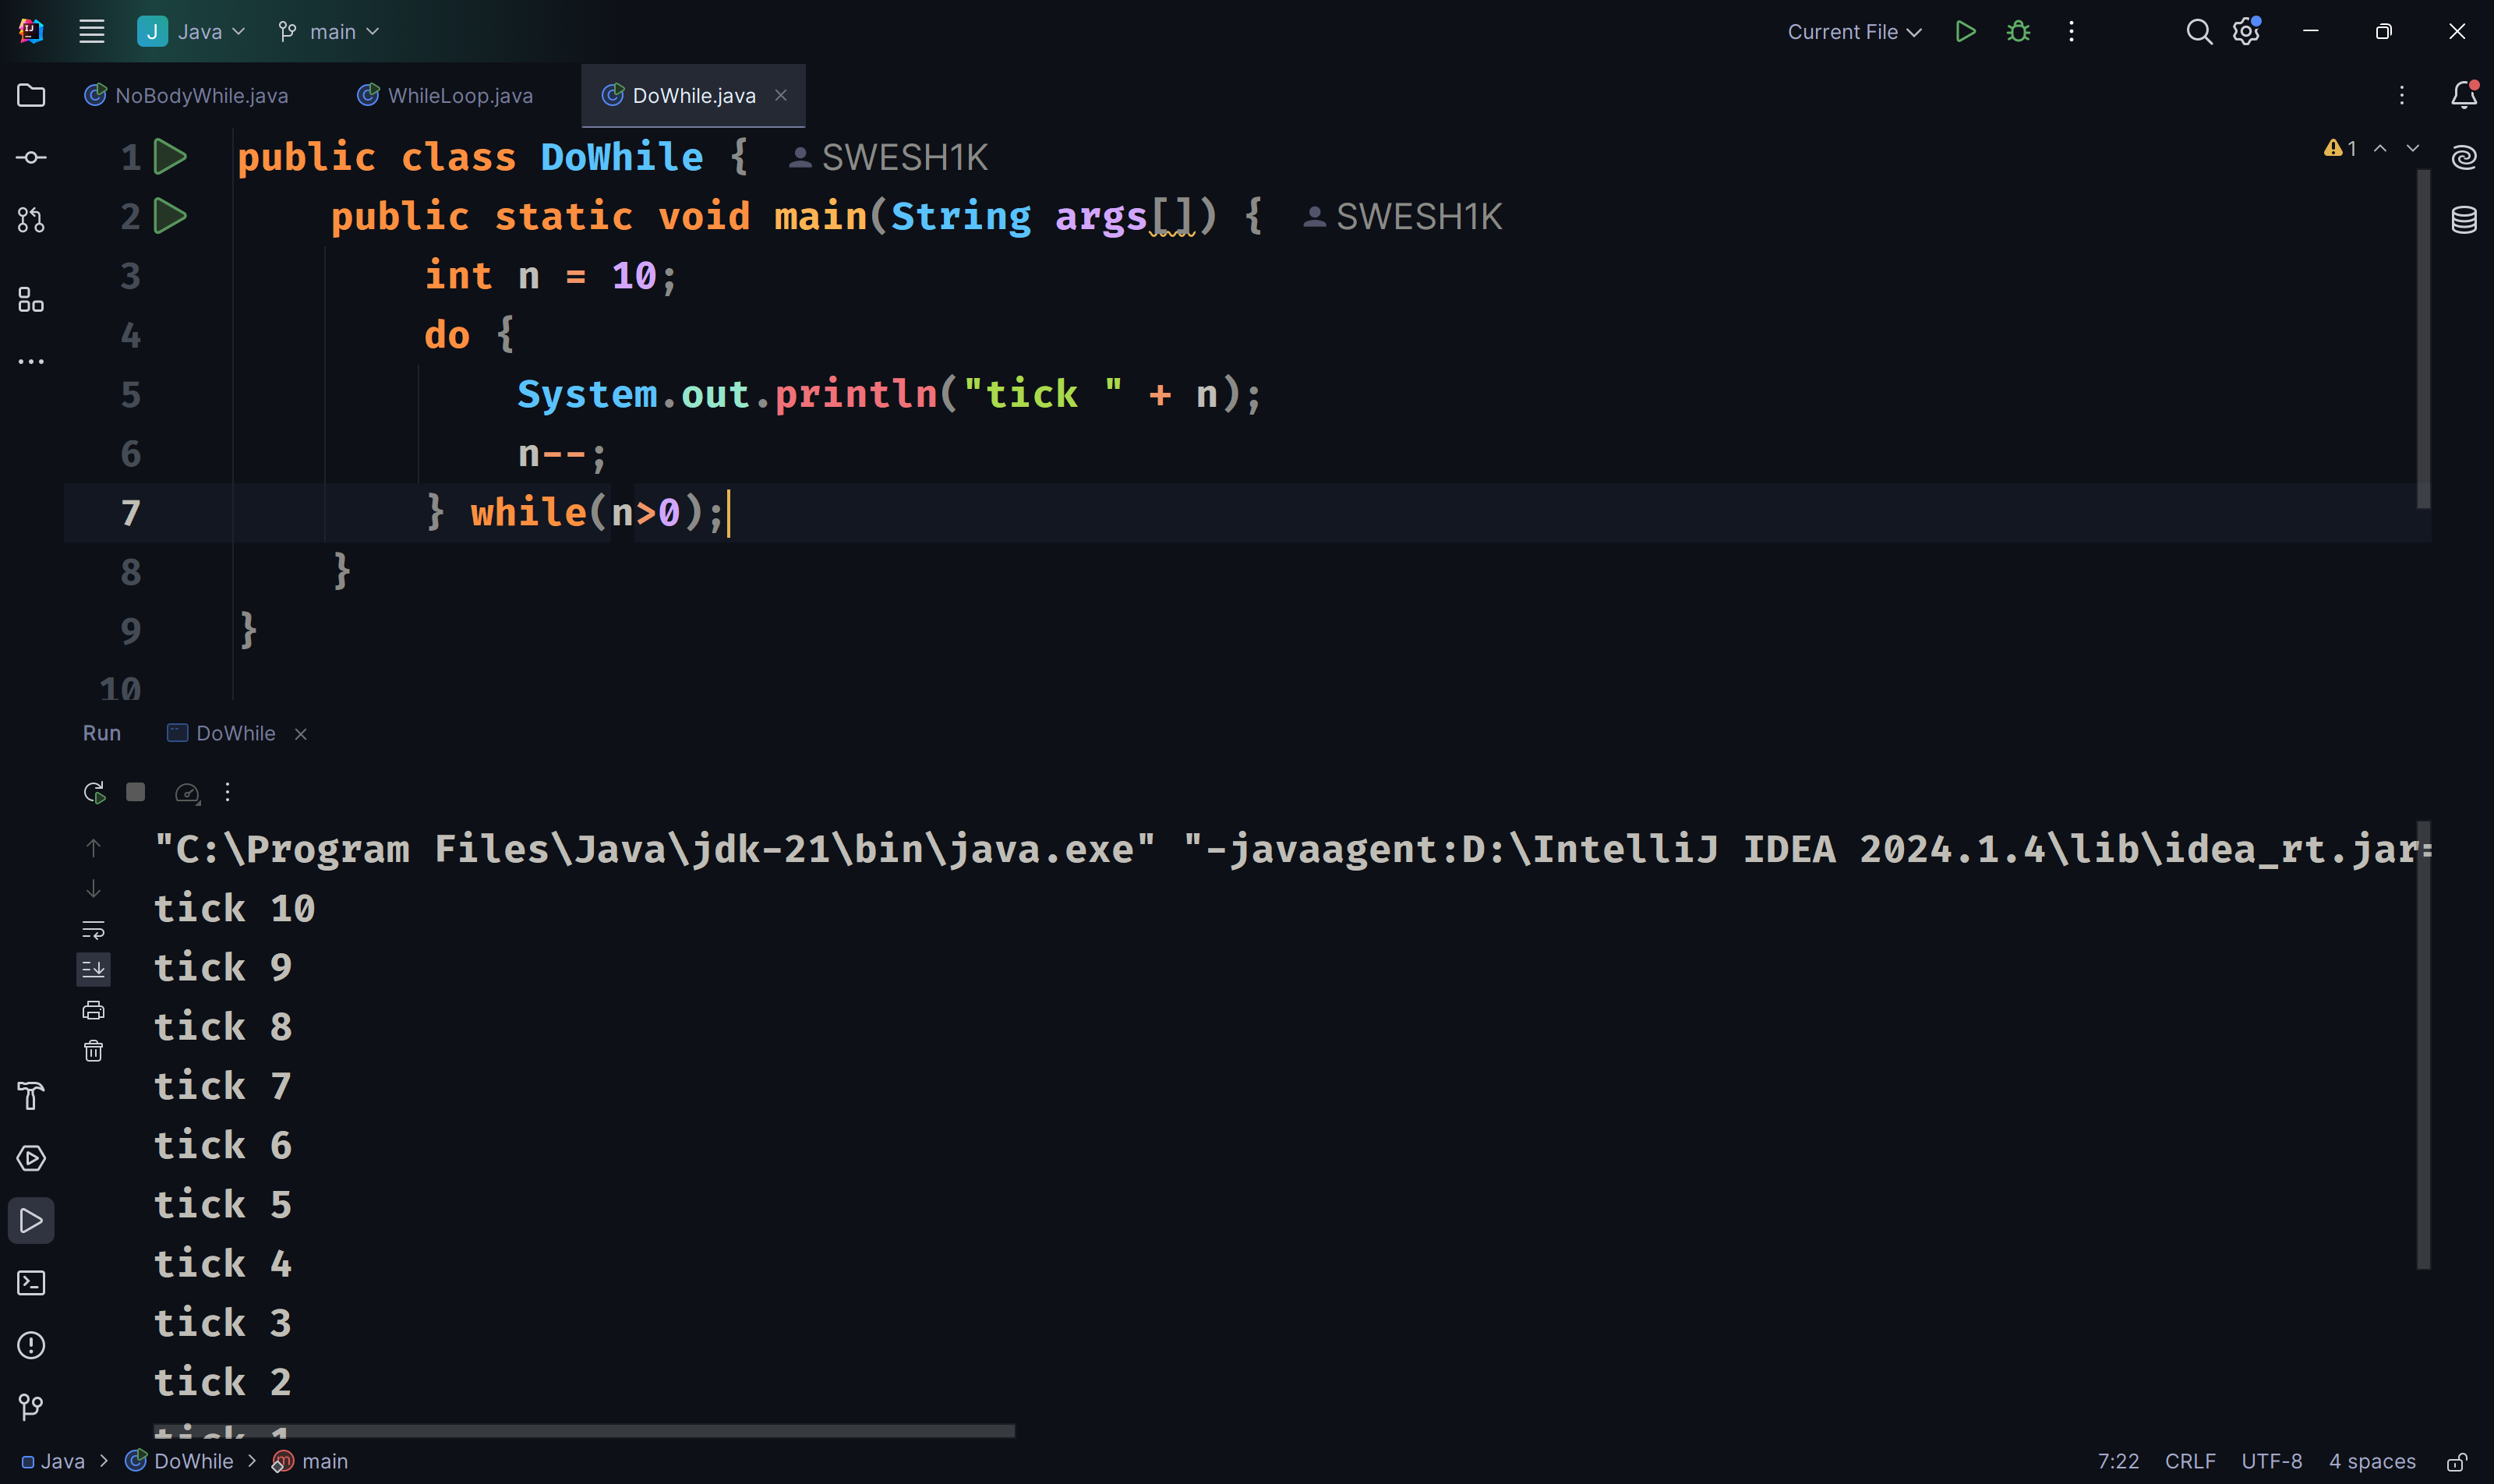 J Java main Current File
NoBodyWhile.java WhileLoop.java DoWhile.java
1 public class DoWhile { SWESH1K
2 public static void main(String args[]) { SWESH1K
3 int n = 10;
4 do {
5 System.out.println("tick " + n);
6 n--;
7 } while(n>0);
8 }
9 }
10
1
Run DoWhile
"C:\Program Files\Java\jdk-21\bin\java.exe" "-javaagent:D:\IntelliJ IDEA 2024.1.4\lib\idea_rt.jar=
tick 10
tick 9
tick 8
tick 7
tick 6
tick 5
tick 4
tick 3
tick 2
tick 1
Java > DoWhile > main 7:22 CRLF UTF-8 4 spaces